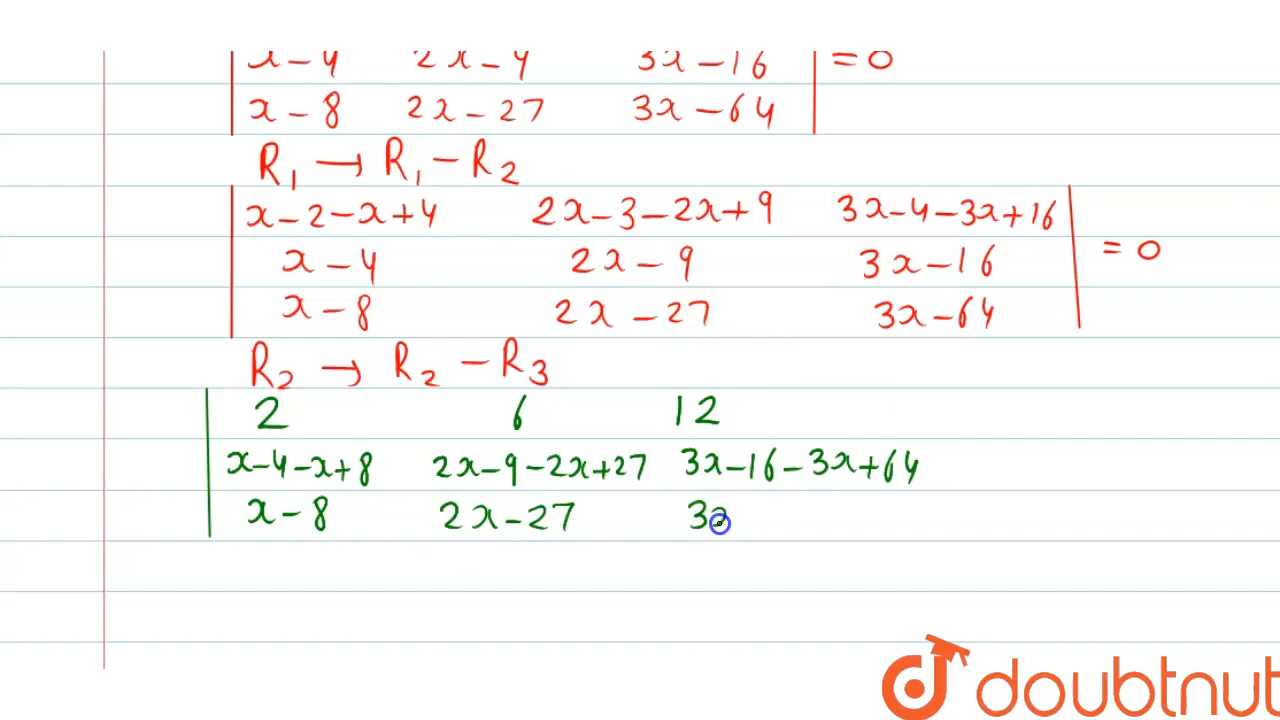 x-4 2x-9 3x-16 =0
x-8 2x-27 3x-64
R1→R1-R2
x-2-x+4 2x-3-2x+9 3x-4-3x+16
x-4 2x-9 3x-16 =0
x-8 2x-27 3x-64
R2→R2-R3
2 6 12
x-4-x+8 2x-9-2x+27 3x-16-3x+64
x-8 2x-27 3
doubtnut